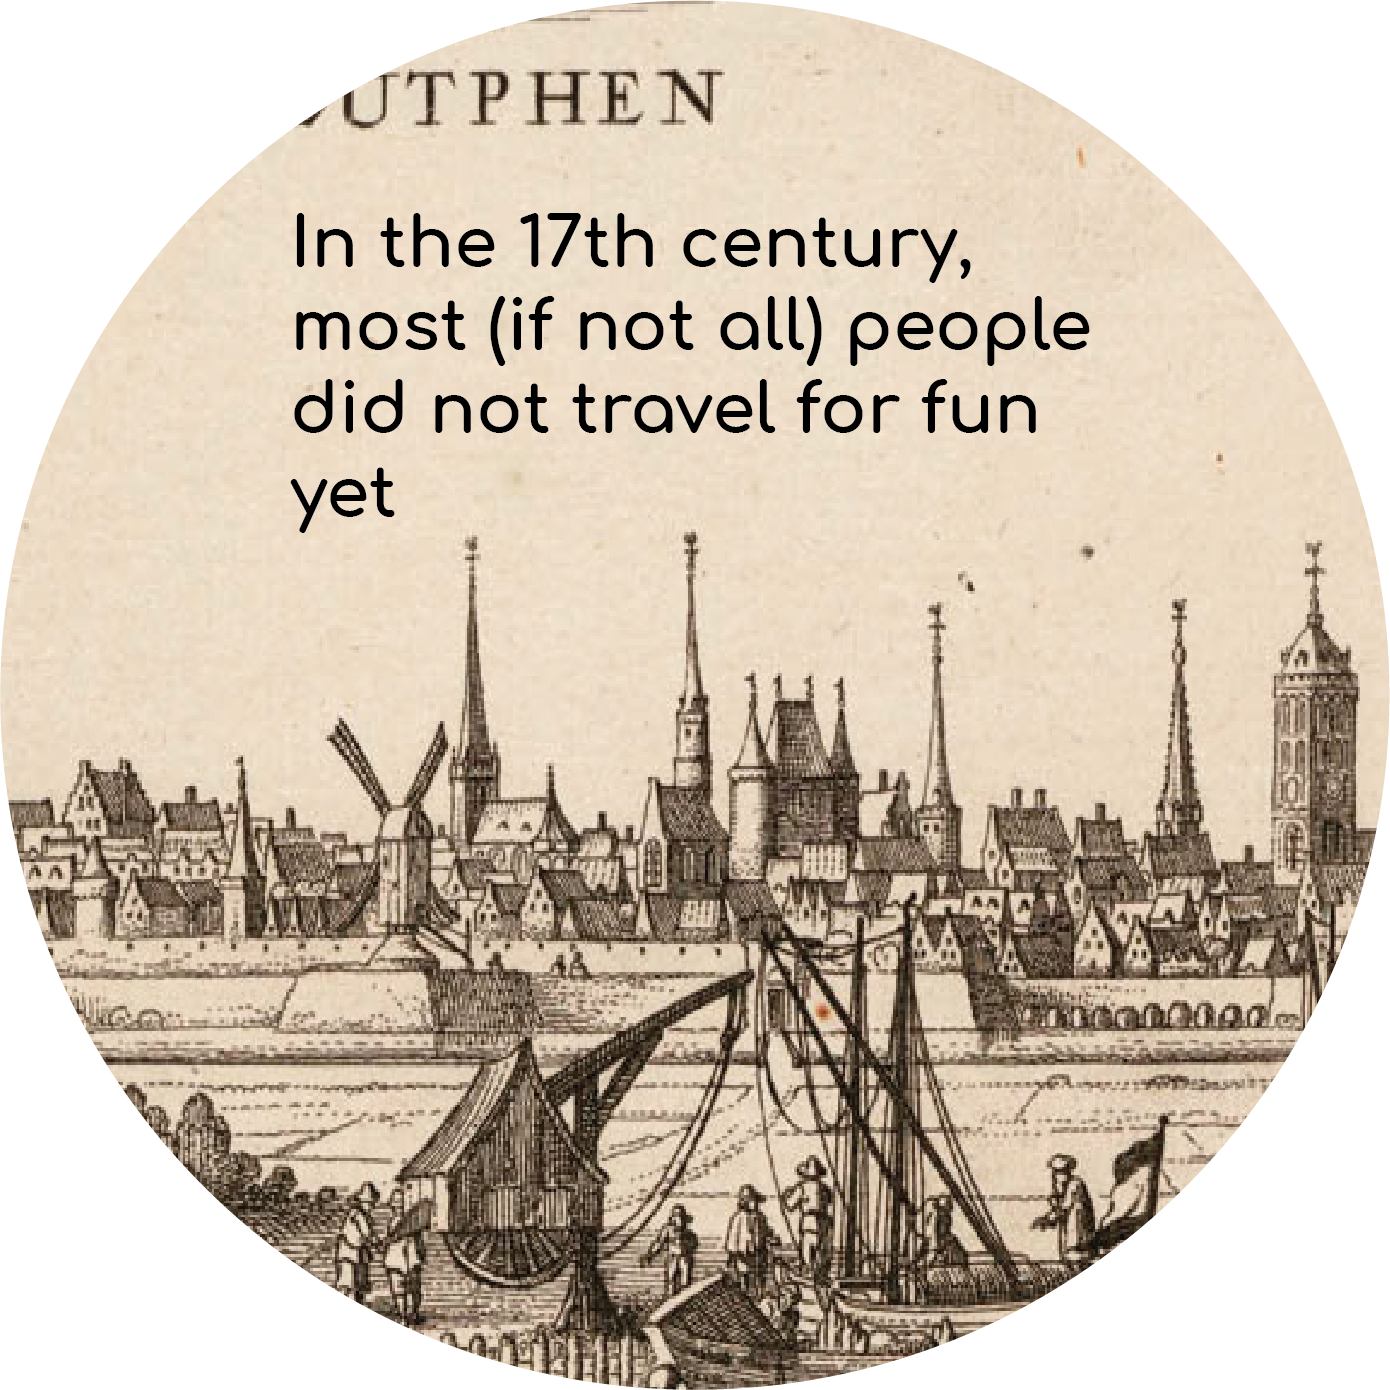 UTPHEN
In the 17th century,
most (if not all) people
did not travel for fun
yet